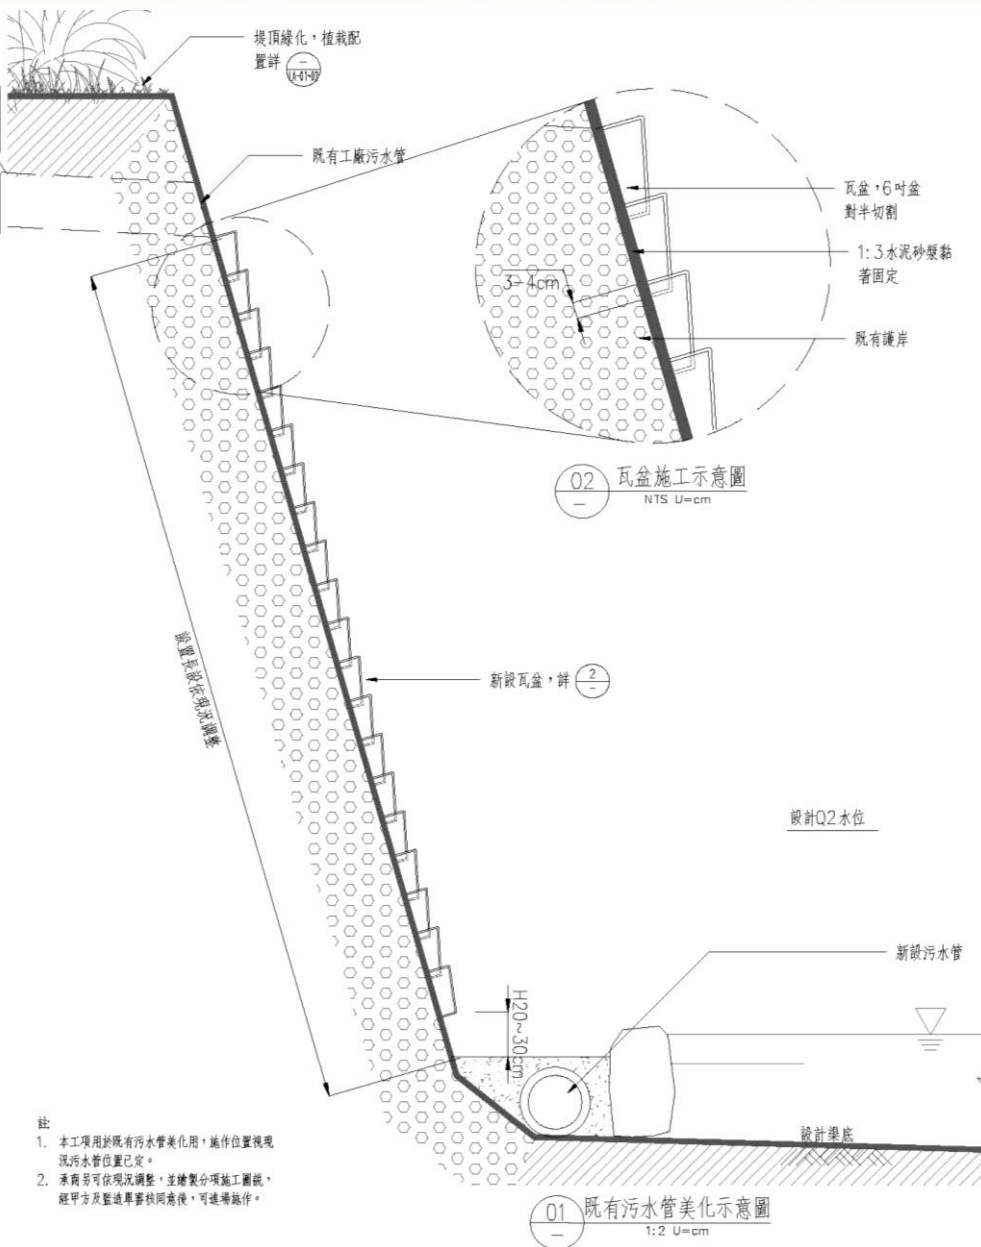 堤頂綠化，植栽配
置詳
—
LA-01-02
既有工廠污水管
瓦盆，6吋盆
對半切割
1:3水泥砂漿黏
著固定
3-4cm
既有護岸
02
—
瓦盆施工示意圖
NTS U=cm
設置長設依現況調整
新設瓦盆，詳
2
—
設計Q2水位
新設污水管
H20~30cm
設計渠底
註
1. 本工項用於既有污水管美化用，施作位置視現
況污水管位置已定。
2. 承商另可依現況調整，並繪製分項施工圖說，
經甲方及監造單審核同意後，可進場施作。
01
—
既有污水管美化示意圖
1:2 U=cm